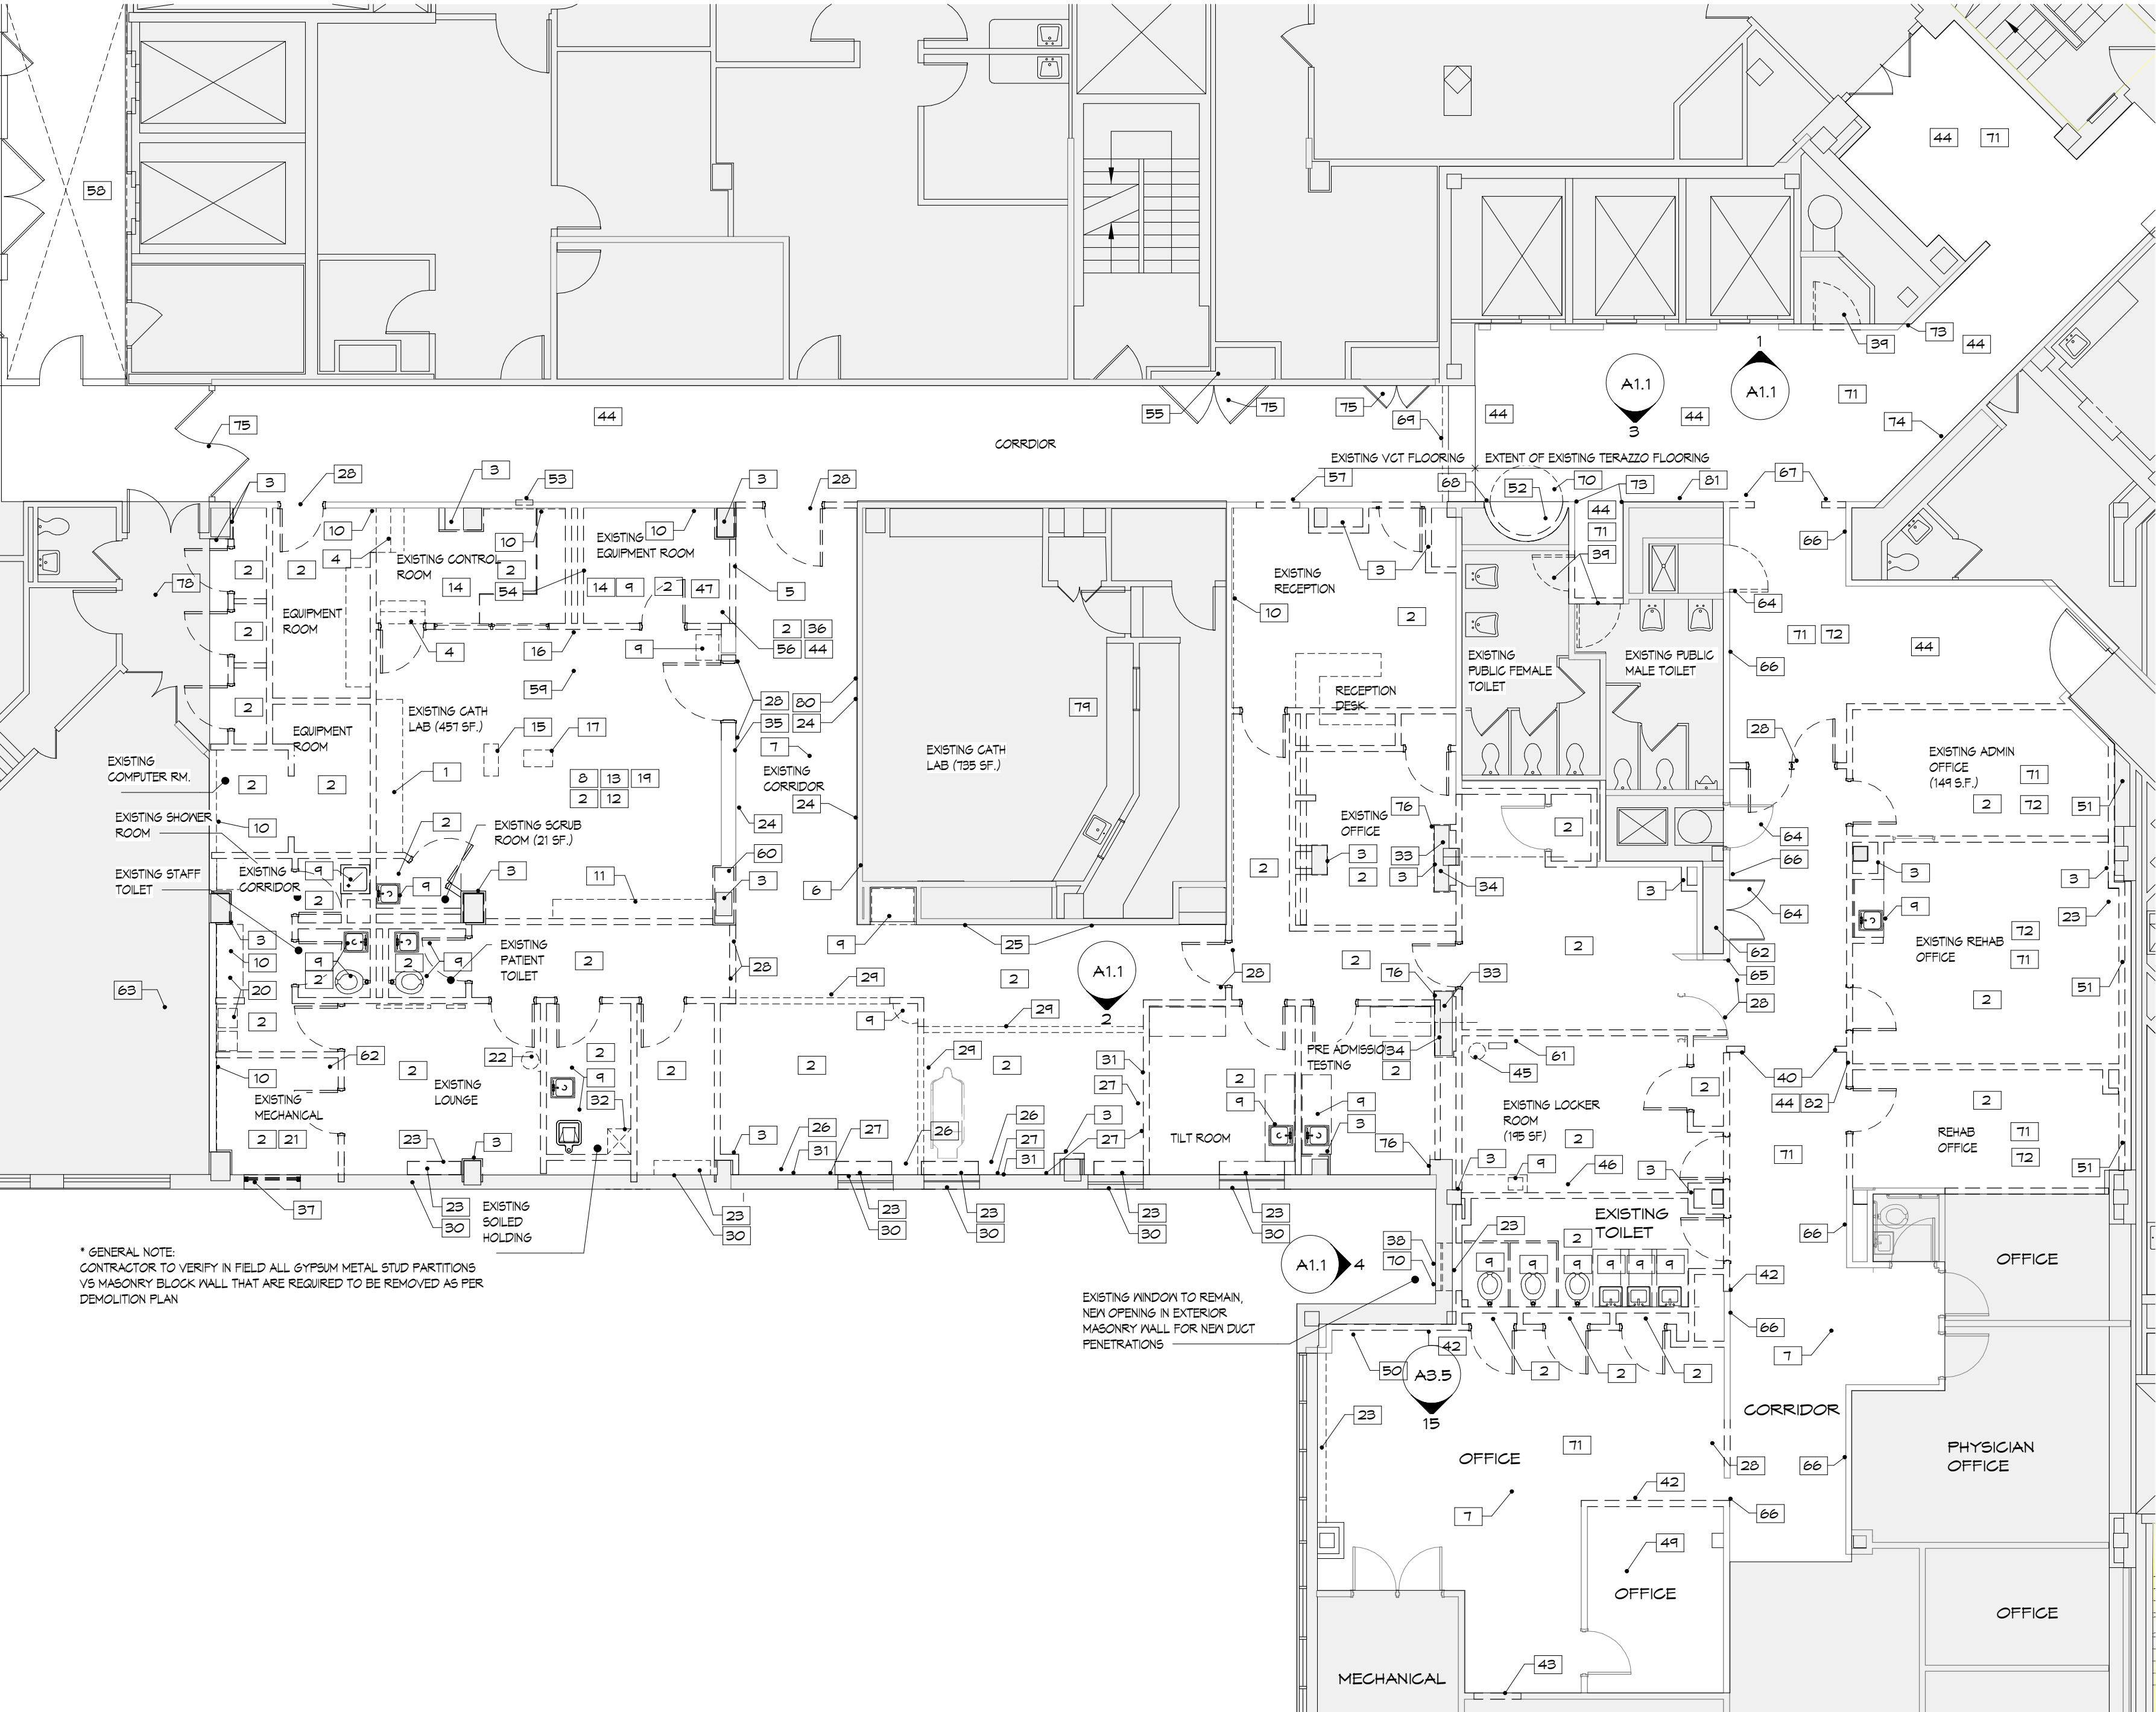 58
44
71
73
39
44
1
A1.1
A1.1
3
71
44
44
74
75
44
55
75
75
69
CORRDIOR
EXISTING VCT FLOORING
EXTENT OF EXISTING TERAZZO FLOORING
3
28
3
53
3
28
57
68
52
70
73
81
67
10
4
EXISTING CONTROL
ROOM
10
EXISTING
EQUIPMENT ROOM
10
44
71
39
66
2
2
14
2
54
14
9
2
47
5
EXISTING
RECEPTION
3
78
EQUIPMENT
ROOM
10
2
64
2
4
16
9
2
36
56
44
71
72
44
59
EXISTING
PUBLIC FEMALE
TOILET
EXISTING PUBLIC
MALE TOILET
66
2
EXISTING CATH
LAB (457 SF.)
28
80
35
24
RECEPTION
DESK
79
EQUIPMENT
ROOM
15
17
7
28
EXISTING
COMPUTER RM.
EXISTING CATH
LAB (735 SF.)
EXISTING ADMIN
OFFICE
(149 S.F.)
71
2
2
1
8
13
19
2
12
EXISTING
CORRIDOR
24
2
72
51
EXISTING SHOWER
ROOM
10
2
EXISTING SCRUB
ROOM (21 SF.)
24
EXISTING
OFFICE
76
2
64
60
3
33
66
EXISTING STAFF
TOILET
EXISTING
CORRIDOR
9
9
3
11
3
6
2
2
3
34
3
3
3
2
9
64
23
3
10
9
2
2
9
EXISTING
PATIENT
TOILET
2
9
25
2
62
72
EXISTING REHAB
OFFICE
71
63
20
28
2
A1.1
2
28
2
76
33
65
28
2
51
2
29
29
9
62
22
2
29
31
PRE ADMISSION
TESTING
34
61
10
2
EXISTING
LOUNGE
9
2
2
2
27
2
2
45
2
40
EXISTING
MECHANICAL
32
9
9
EXISTING LOCKER
ROOM
(195 SF)
44
82
2
2
21
23
3
3
26
31
27
26
26
27
31
3
27
TILT ROOM
3
76
2
71
REHAB
OFFICE
71
72
51
3
9
46
3
37
23
30
EXISTING
SOILED
HOLDING
23
30
23
30
23
30
23
30
23
30
23
EXISTING
TOILET
66
* GENERAL NOTE:
CONTRACTOR TO VERIFY IN FIELD ALL GYPSUM METAL STUD PARTITIONS
VS MASONRY BLOCK WALL THAT ARE REQUIRED TO BE REMOVED AS PER
DEMOLITION PLAN
A1.1
4
38
70
2
9
9
9
9
9
9
42
OFFICE
EXISTING WINDOW TO REMAIN,
NEW OPENING IN EXTERIOR
MASONRY WALL FOR NEW DUCT
PENETRATIONS
66
42
50
A3.5
15
2
2
2
7
23
CORRIDOR
71
OFFICE
28
66
PHYSICIAN
OFFICE
42
7
66
49
OFFICE
OFFICE
43
MECHANICAL